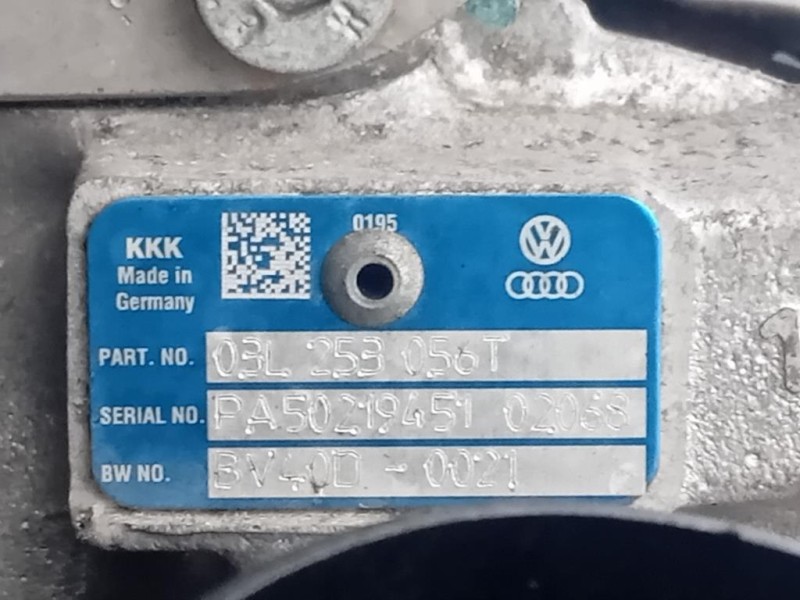 KKK
Made in
Germany
0195
PART. NO. 03L 253 056T
SERIAL NO. PA50219451 02068
BW NO. BV40D - 0021